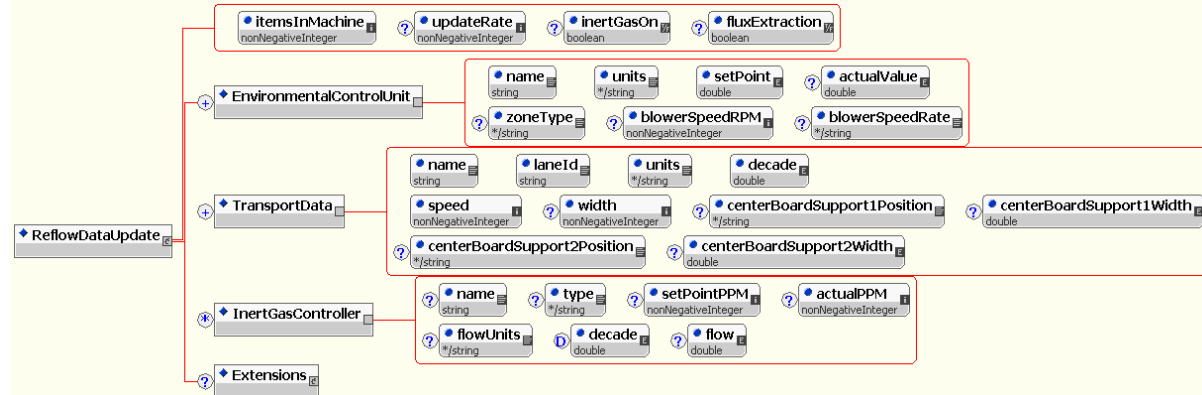 itemsInMachine ? updateRate ? inertGasOn ? fluxExtraction
nonNegativeInteger nonNegativeInteger boolean boolean
name units setPoint ? actualValue
string */string double double
+ EnvironmentalControlUnit
? zoneType ? blowerSpeedRPM ? blowerSpeedRate
*/string nonNegativeInteger */string
name laneId units decade
string string */string double
+ TransportData
speed ? width ? centerBoardSupport1Position ? centerBoardSupport1Width
nonNegativeInteger nonNegativeInteger */string double
ReflowDataUpdate
? centerBoardSupport2Position ? centerBoardSupport2Width
*/string double
? name ? type ? setPointPPM ? actualPPM
string */string nonNegativeInteger nonNegativeInteger
* InertGasController
? flowUnits D decade ? flow
*/string double double
? Extensions